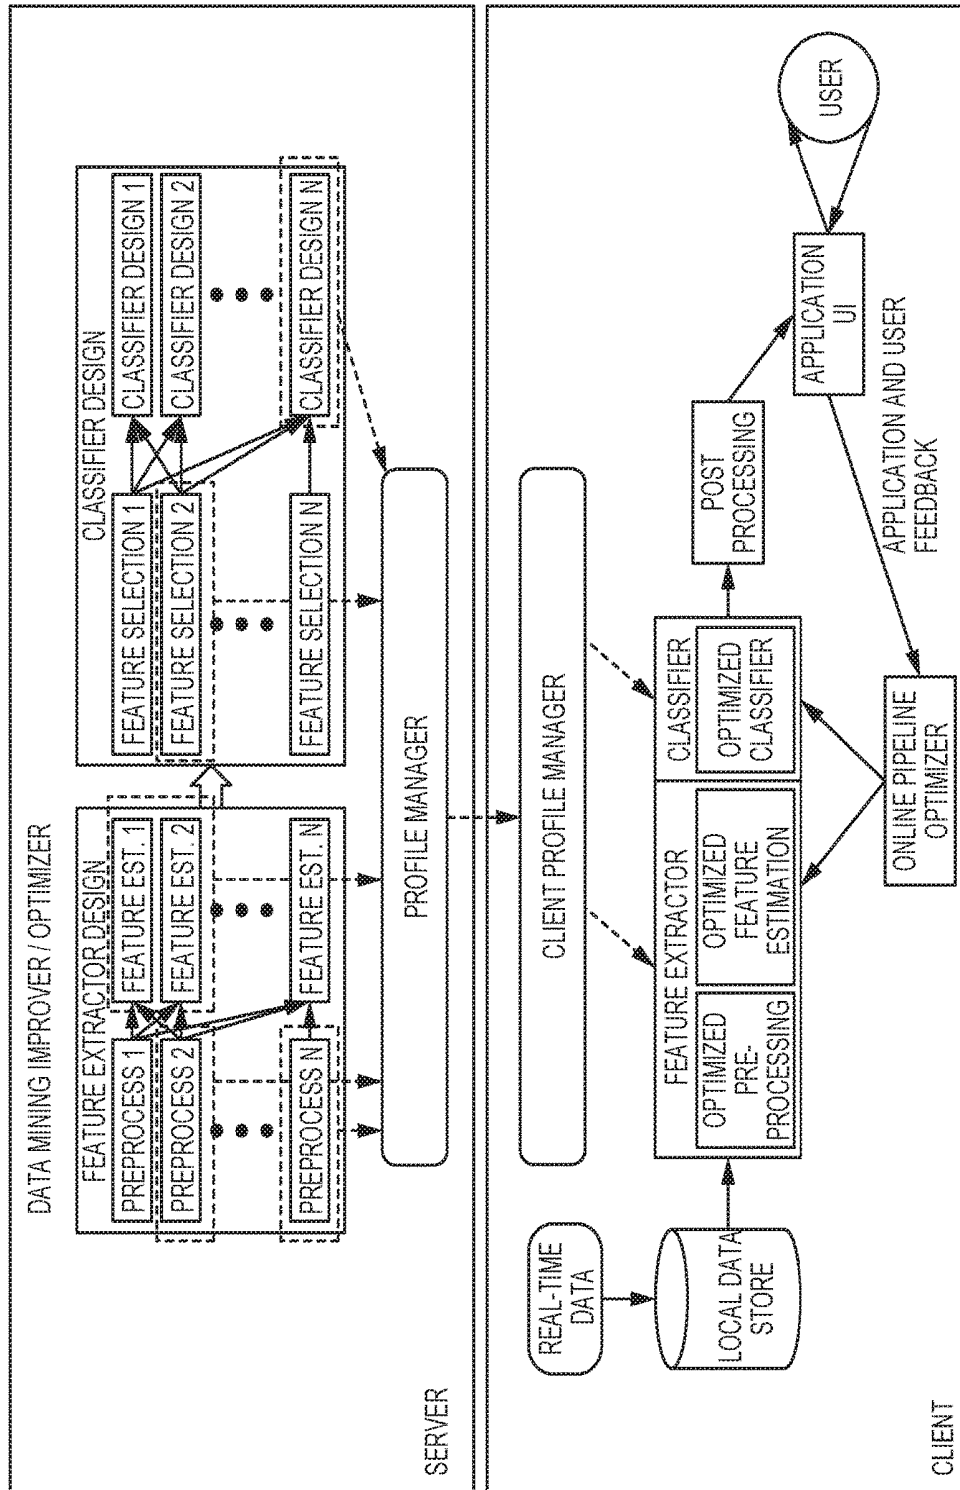 DATA MINING IMPROVER / OPTIMIZER
FEATURE EXTRACTOR DESIGN
PREPROCESS 1
FEATURE EST. 1
PREPROCESS 2
FEATURE EST. 2
PREPROCESS N
FEATURE EST. N
CLASSIFIER DESIGN
FEATURE SELECTION 1
CLASSIFIER DESIGN 1
FEATURE SELECTION 2
CLASSIFIER DESIGN 2
FEATURE SELECTION N
CLASSIFIER DESIGN N
PROFILE MANAGER
SERVER
CLIENT PROFILE MANAGER
REAL-TIME
DATA
LOCAL DATA
STORE
FEATURE EXTRACTOR
OPTIMIZED
PRE-
PROCESSING
OPTIMIZED
FEATURE
ESTIMATION
CLASSIFIER
OPTIMIZED
CLASSIFIER
POST
PROCESSING
APPLICATION
UI
USER
APPLICATION AND USER
FEEDBACK
ONLINE PIPELINE
OPTIMIZER
CLIENT